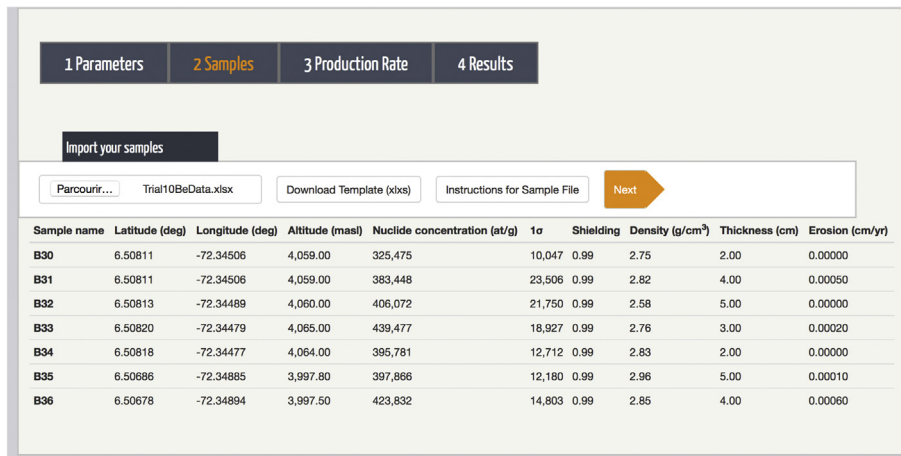 1 Parameters 2 Samples 3 Production Rate 4 Results
Import your samples
Parcourir... Trial10BeData.xlsx Download Template (xlxs) Instructions for Sample File Next
Sample name Latitude (deg) Longitude (deg) Altitude (masl) Nuclide concentration (at/g) 1σ Shielding Density (g/cm³) Thickness (cm) Erosion (cm/yr)
B30 6.50811 -72.34506 4,059.00 325,475 10,047 0.99 2.75 2.00 0.00000
B31 6.50811 -72.34506 4,059.00 383,448 23,506 0.99 2.82 4.00 0.00050
B32 6.50813 -72.34489 4,060.00 406,072 21,750 0.99 2.58 5.00 0.00000
B33 6.50820 -72.34479 4,065.00 439,477 18,927 0.99 2.76 3.00 0.00020
B34 6.50818 -72.34477 4,064.00 395,781 12,712 0.99 2.83 2.00 0.00000
B35 6.50686 -72.34885 3,997.80 397,866 12,180 0.99 2.96 5.00 0.00010
B36 6.50678 -72.34894 3,997.50 423,832 14,803 0.99 2.85 4.00 0.00060